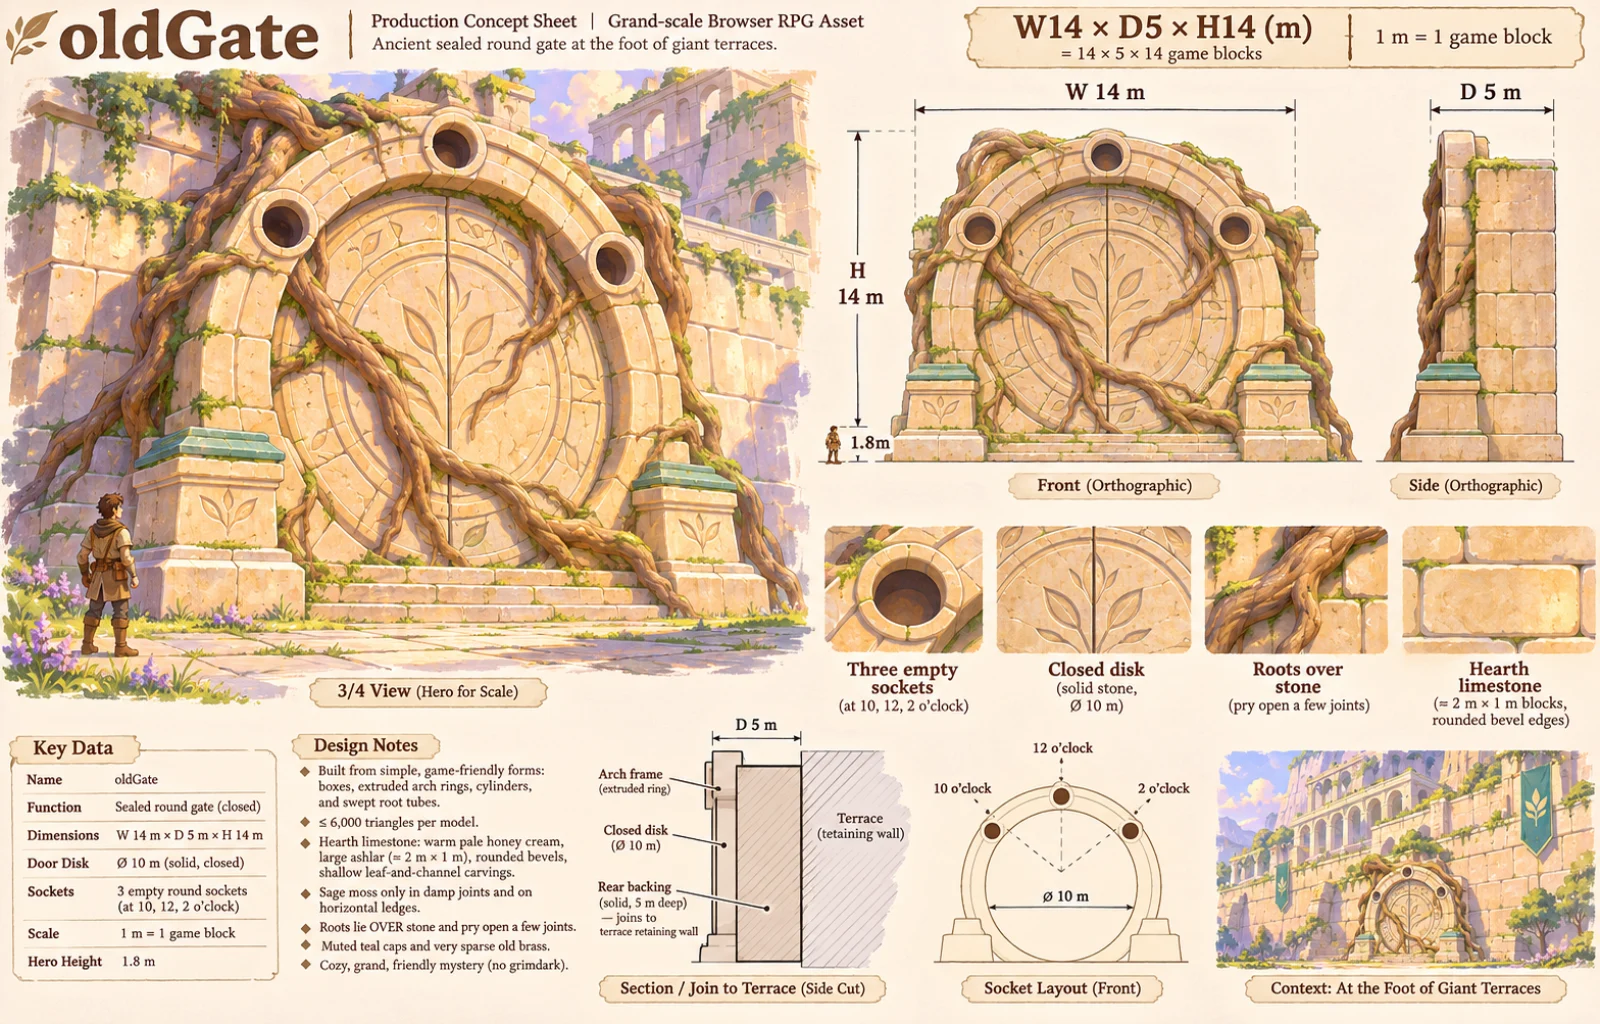 oldGate
Production Concept Sheet | Grand-scale Browser RPG Asset
Ancient sealed round gate at the foot of giant terraces.
W14 × D5 × H14 (m)
= 14 × 5 × 14 game blocks
1 m = 1 game block
W 14 m
D 5 m
H
14 m
1.8m
Front (Orthographic)
Side (Orthographic)
3/4 View (Hero for Scale)
Three empty
sockets
(at 10, 12, 2 o'clock)
Closed disk
(solid stone,
Ø 10 m)
Roots over
stone
(pry open a few joints)
Hearth
limestone
(≈ 2 m × 1 m blocks,
rounded bevel edges)
Key Data
Name oldGate
Function Sealed round gate (closed)
Dimensions W 14 m × D 5 m × H 14 m
Door Disk Ø 10 m (solid, closed)
Sockets 3 empty round sockets
(at 10, 12, 2 o'clock)
Scale 1 m = 1 game block
Hero Height 1.8 m
Design Notes
Built from simple, game-friendly forms:
boxes, extruded arch rings, cylinders,
and swept root tubes.
≤ 6,000 triangles per model.
Hearth limestone: warm pale honey cream,
large ashlar (≈ 2 m × 1 m), rounded bevels,
shallow leaf-and-channel carvings.
Sage moss only in damp joints and on
horizontal ledges.
Roots lie OVER stone and pry open a few joints.
Muted teal caps and very sparse old brass.
Cozy, grand, friendly mystery (no grimdark).
D 5 m
Arch frame
(extruded ring)
Closed disk
(Ø 10 m)
Rear backing
(solid, 5 m deep)
— joins to
terrace retaining wall
Terrace
(retaining wall)
Section / Join to Terrace (Side Cut)
12 o'clock
10 o'clock
2 o'clock
Ø 10 m
Socket Layout (Front)
Context: At the Foot of Giant Terraces